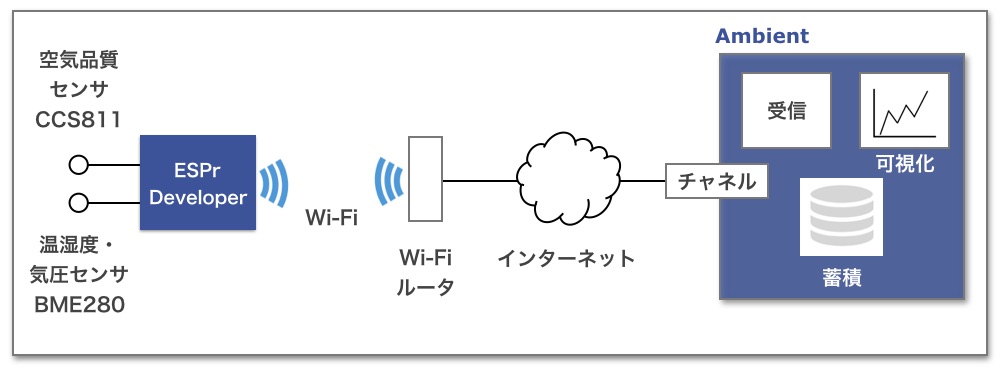 空気品質
センサ
CCS811
ESPr
Developer
温湿度・
気圧センサ
BME280
Wi-Fi
Wi-Fi
ルータ
インターネット
チャネル
Ambient
受信
可視化
蓄積